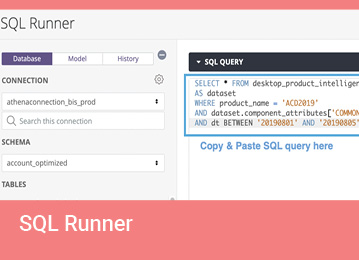 SQL Runner
Database Model History
CONNECTION
athenaconnection_bis_prod
Search this connection
SCHEMA
account_optimized
TABLES
SQL QUERY
SELECT * FROM desktop_product_intelligen
AS dataset
WHERE product_name = 'ACD2019'
AND dataset.component_attributes['COMMON
AND dt BETWEEN '20190801' AND '20190805'
Copy & Paste SQL query here
SQL Runner